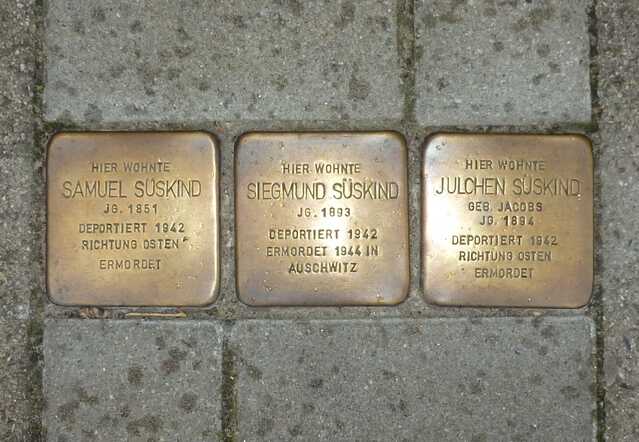 HIER WOHNTE
SAMUEL SÜSKIND
JG. 1851
DEPORTIERT 1942
RICHTUNG OSTEN
ERMORDET
HIER WOHNTE
SIEGMUND SÜSKIND
JG. 1893
DEPORTIERT 1942
ERMORDET 1944 IN
AUSCHWITZ
HIER WOHNTE
JULCHEN SÜSKIND
GEB. JACOBS
JG. 1894
DEPORTIERT 1942
RICHTUNG OSTEN
ERMORDET